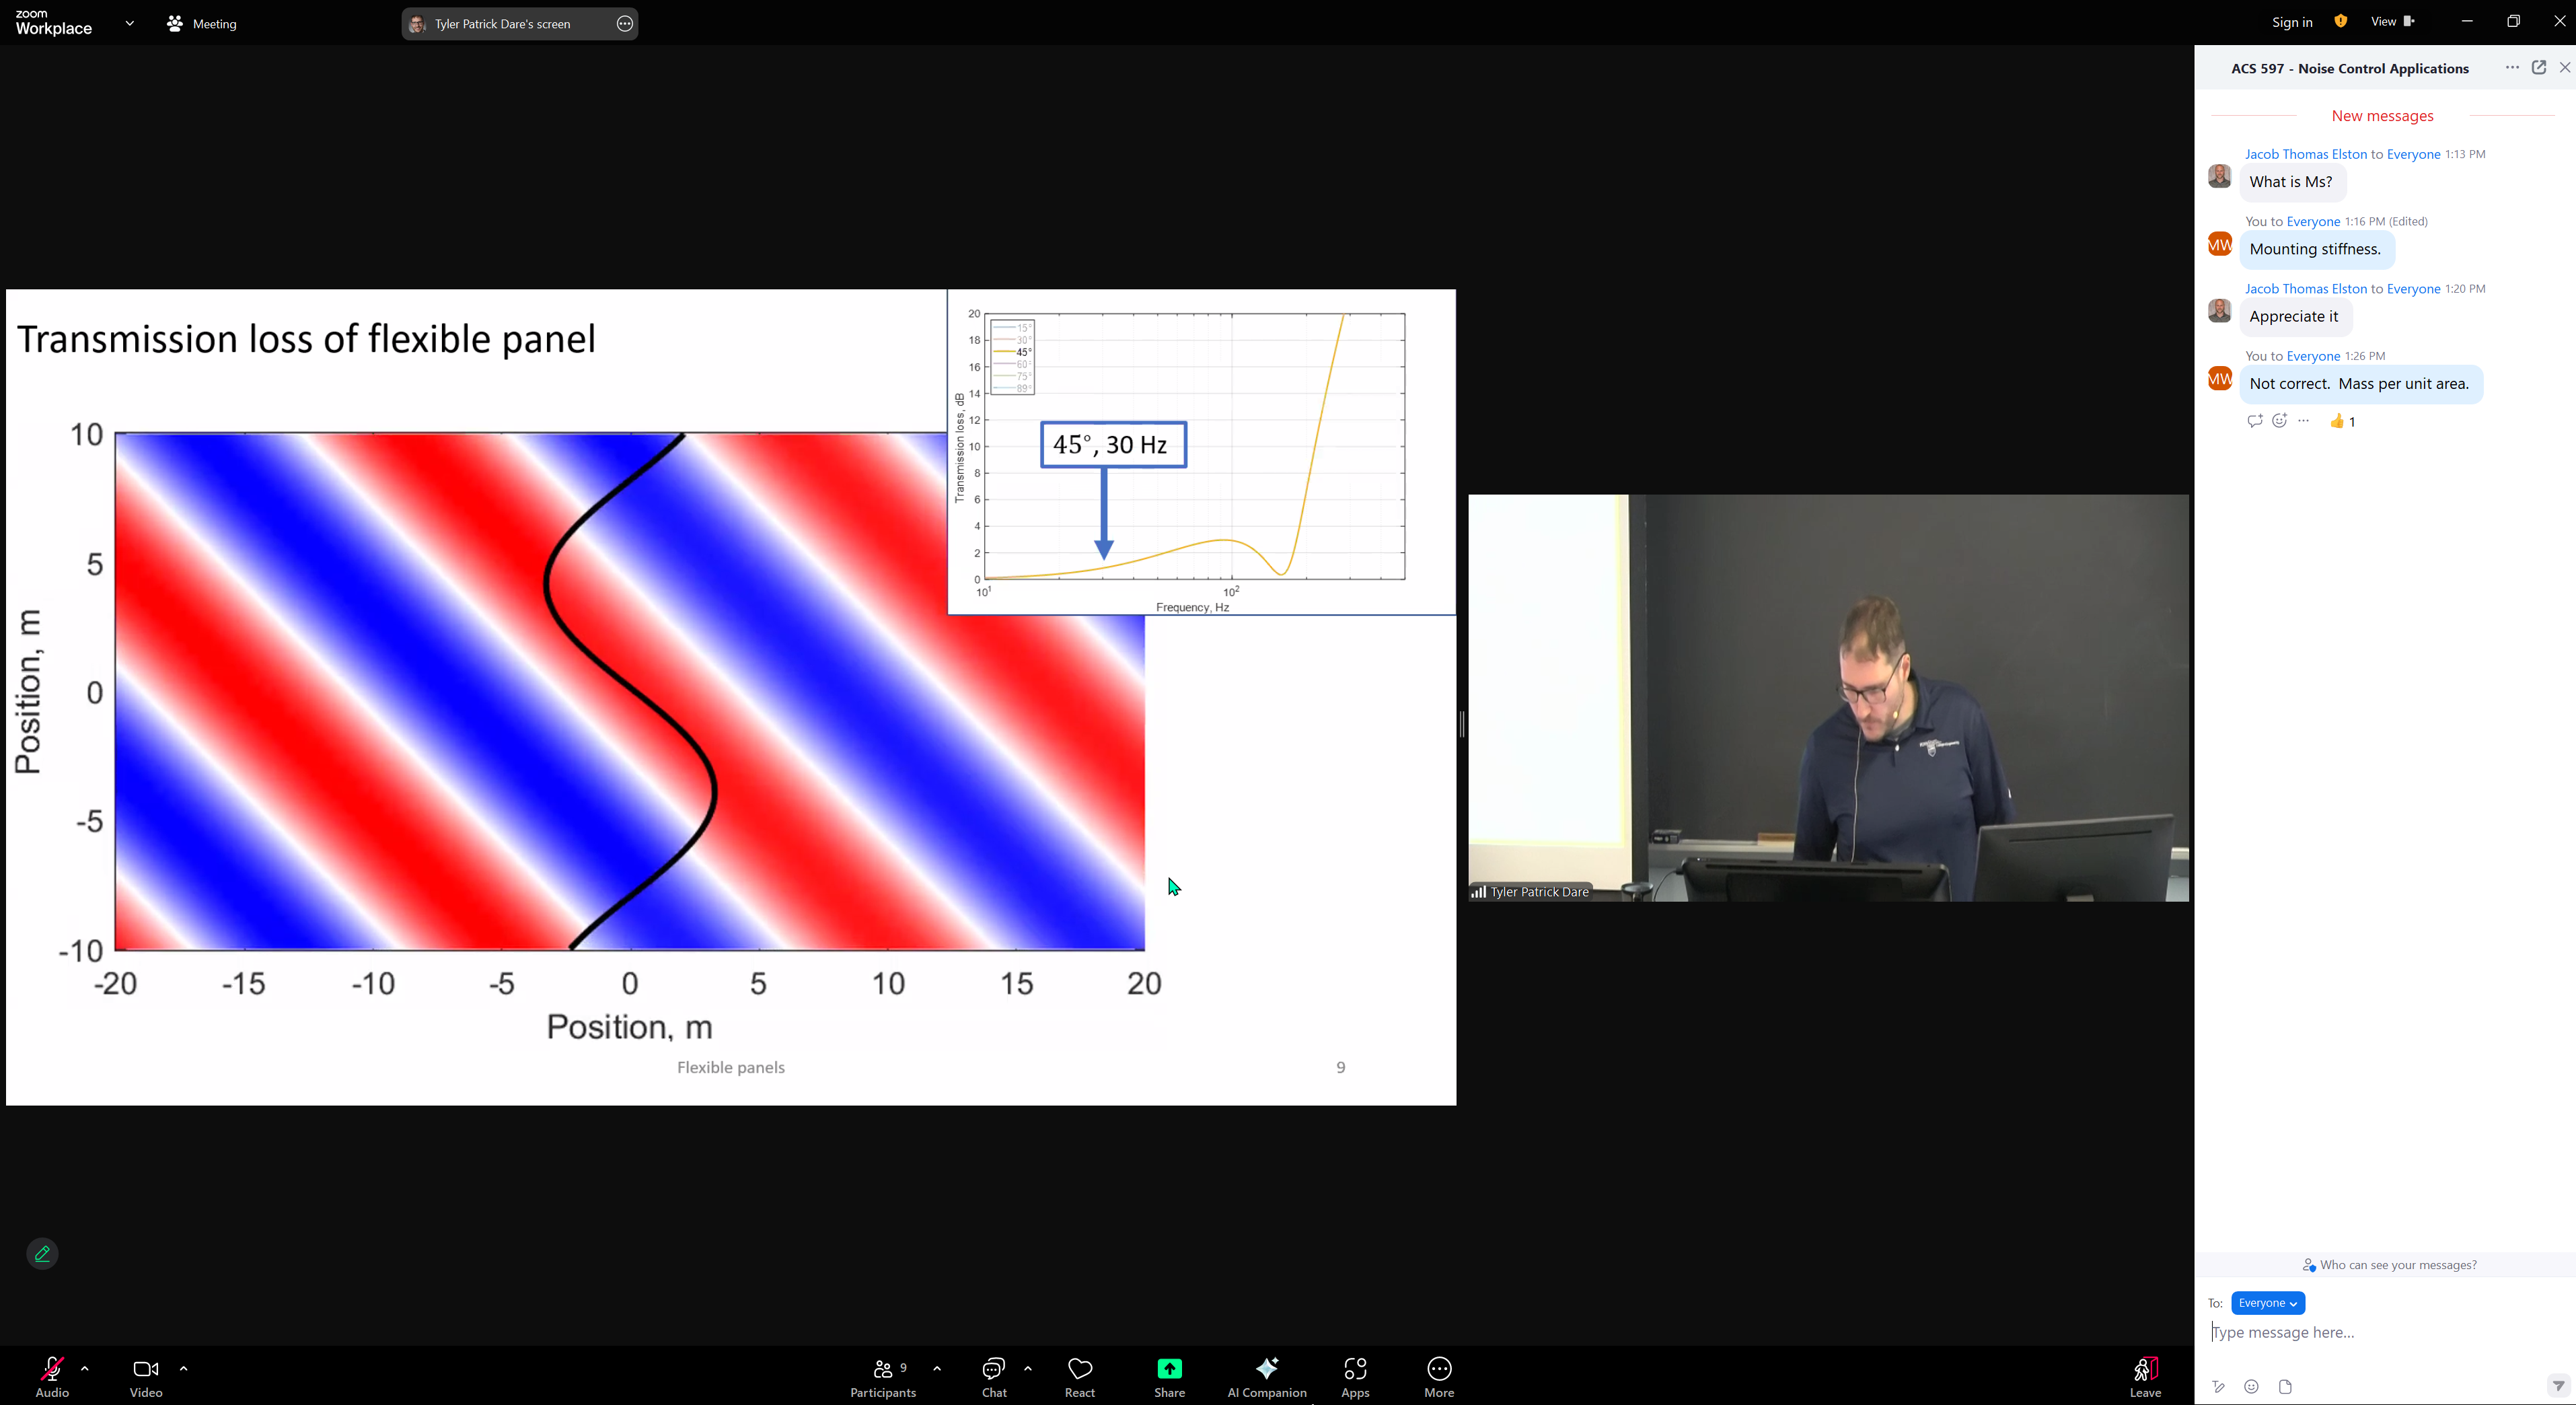 zoom
Workplace
Meeting
Tyler Patrick Dare's screen
Sign in
View
Transmission loss of flexible panel
10
5
0
-5
-10
Position, m
-20
-15
-10
-5
0
5
10
15
20
Position, m
20
18
16
14
12
10
8
6
4
2
0
Transmission loss, dB
15°
30°
45°
60°
75°
89°
45°, 30 Hz
10¹
10²
Frequency, Hz
Flexible panels
9
Tyler Patrick Dare
ACS 597 - Noise Control Applications
New messages
Jacob Thomas Elston to Everyone 1:13 PM
What is Ms?
You to Everyone 1:16 PM (Edited)
MW
Mounting stiffness.
Jacob Thomas Elston to Everyone 1:20 PM
Appreciate it
You to Everyone 1:26 PM
MW
Not correct. Mass per unit area.
👍 1
Who can see your messages?
To: Everyone
Type message here...
Audio
Video
9
Participants
Chat
React
Share
AI Companion
Apps
More
Leave